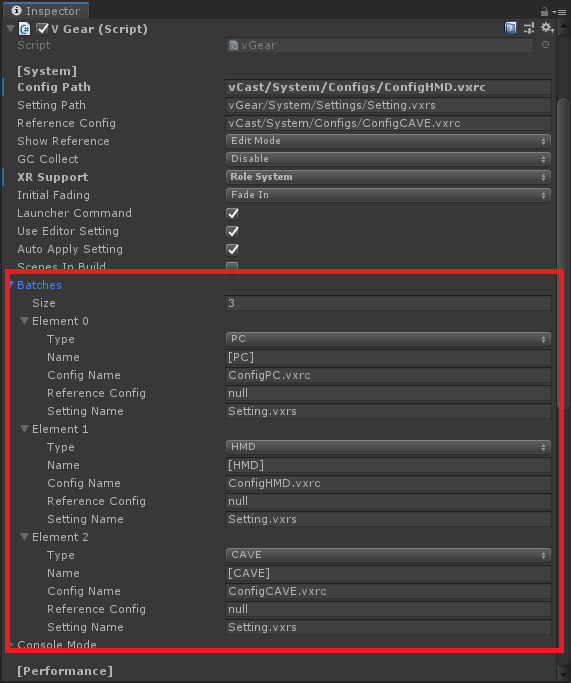 Inspector
V Gear (Script)
Script vGear
[System]
Config Path vCast/System/Configs/ConfigHMD.vxrc
Setting Path vGear/System/Settings/Setting.vxrs
Reference Config vCast/System/Configs/ConfigCAVE.vxrc
Show Reference Edit Mode
GC Collect Disable
XR Support Role System
Initial Fading Fade In
Launcher Command
Use Editor Setting
Auto Apply Setting
Scenes In Build
Batches
Size 3
Element 0
Type PC
Name [PC]
Config Name ConfigPC.vxrc
Reference Config null
Setting Name Setting.vxrs
Element 1
Type HMD
Name [HMD]
Config Name ConfigHMD.vxrc
Reference Config null
Setting Name Setting.vxrs
Element 2
Type CAVE
Name [CAVE]
Config Name ConfigCAVE.vxrc
Reference Config null
Setting Name Setting.vxrs
Console Mode
[Performance]